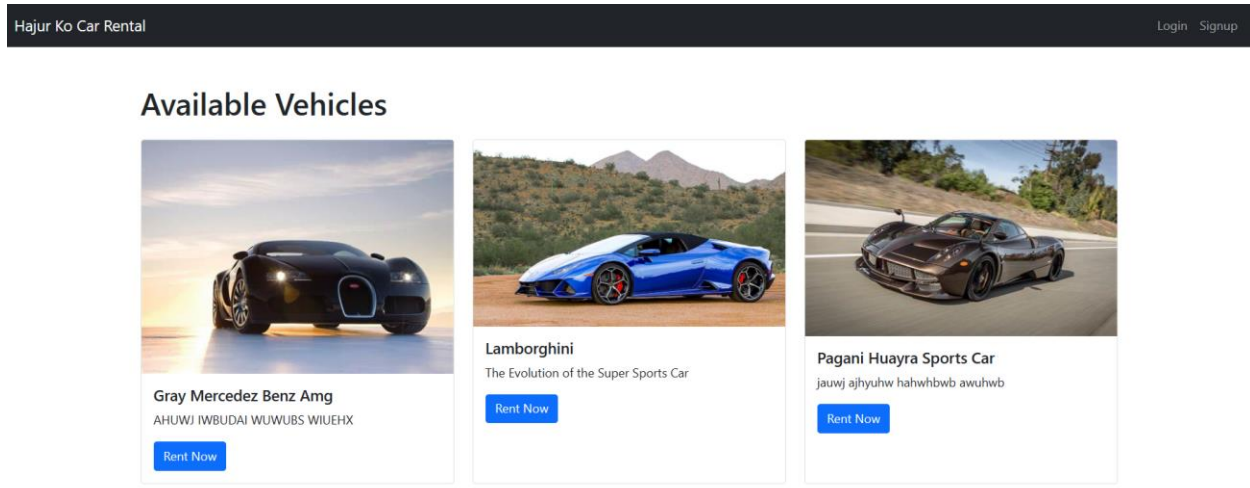 Hajur Ko Car Rental
Login Signup
Available Vehicles
Gray Mercedez Benz Amg
AHUWJ IWBUDAI WUWUBS WIUEHX
Rent Now
Lamborghini
The Evolution of the Super Sports Car
Rent Now
Pagani Huayra Sports Car
jauwj ajhyuhw hahwhbwb awuhwb
Rent Now